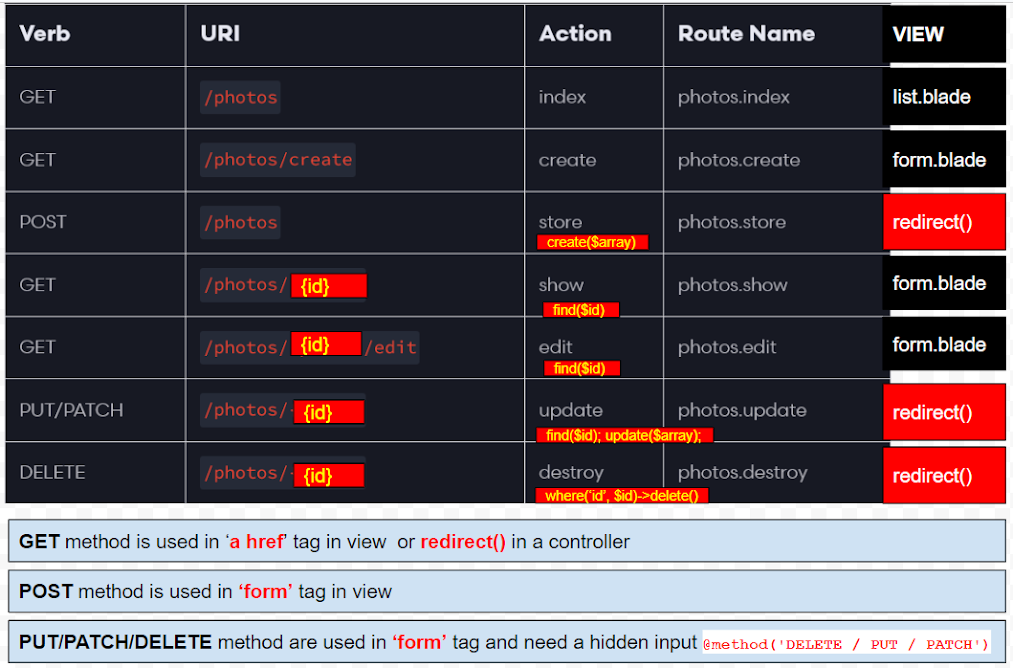 Verb URI Action Route Name VIEW
GET /photos index photos.index list.blade
GET /photos/create create photos.create form.blade
POST /photos store photos.store redirect()
create($array)
GET /photos/ {id} show photos.show form.blade
find($id)
GET /photos/ {id} /edit edit photos.edit form.blade
find($id)
PUT/PATCH /photos/ {id} update photos.update redirect()
find($id); update($array);
DELETE /photos/ {id} destroy photos.destroy redirect()
where('id', $id)->delete()
GET method is used in ‘a href’ tag in view or redirect() in a controller
POST method is used in ‘form’ tag in view
PUT/PATCH/DELETE method are used in ‘form’ tag and need a hidden input @method('DELETE / PUT / PATCH')